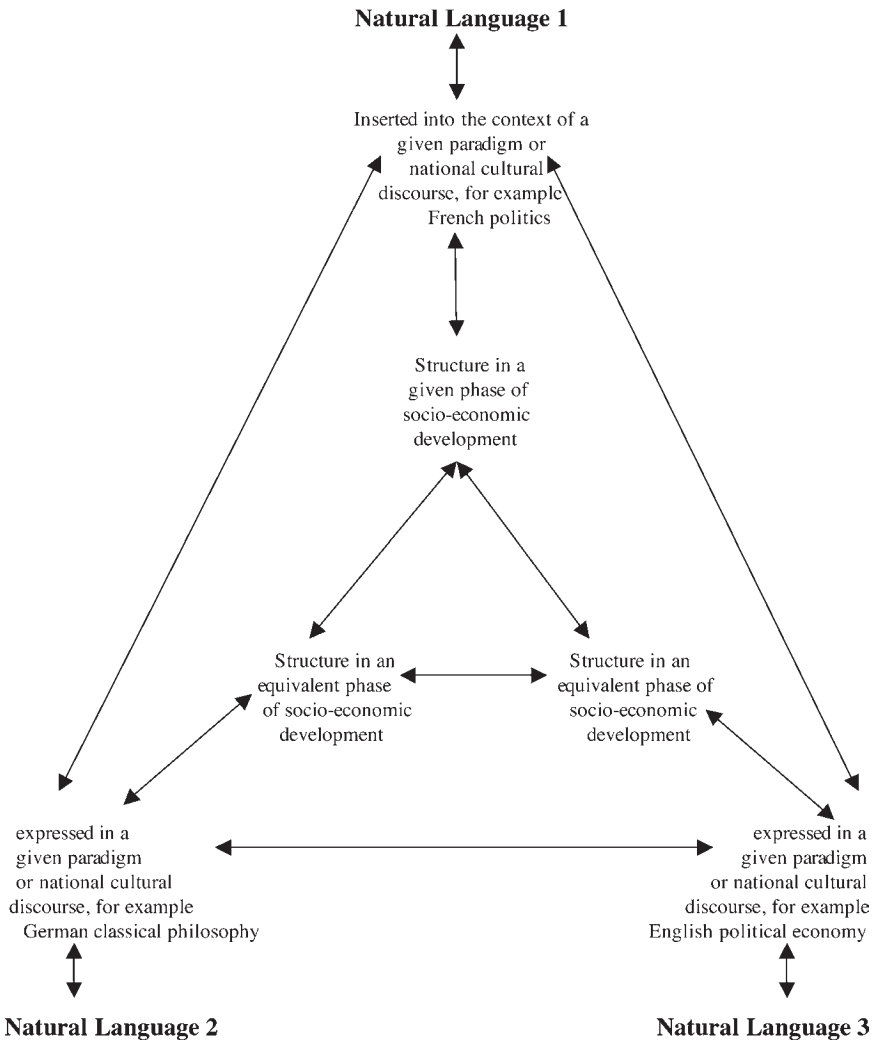 Natural Language 1
Inserted into the context of a
given paradigm or
national cultural
discourse, for example
French politics
Structure in a
given phase of
socio-economic
development
Structure in an
equivalent phase
of socio-economic
development
Structure in an
equivalent phase of
socio-economic
development
expressed in a
given paradigm
or national cultural
discourse, for example
German classical philosophy
expressed in a
given paradigm
or national cultural
discourse, for example
English political economy
Natural Language 2
Natural Language 3